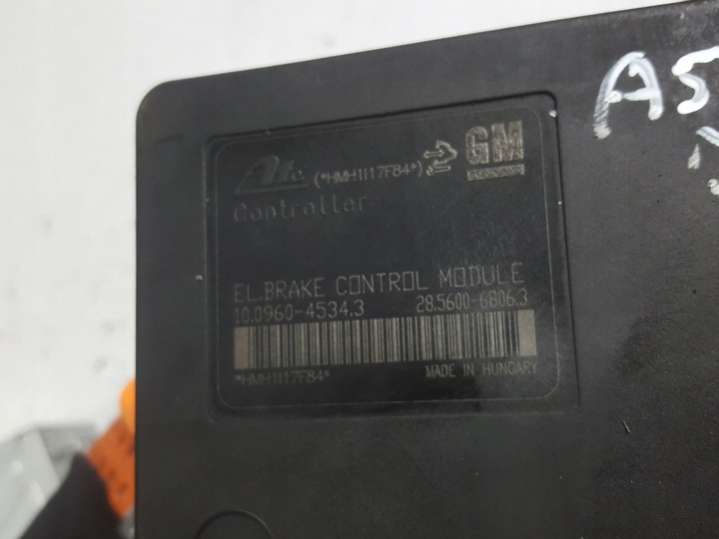 Ate (*HMH1117F84*) GM
Controller
EL.BRAKE CONTROL MODULE
10.0960-4534.3 28.5600-6806.3
*HMH1117F84*
MADE IN HUNGARY
A5